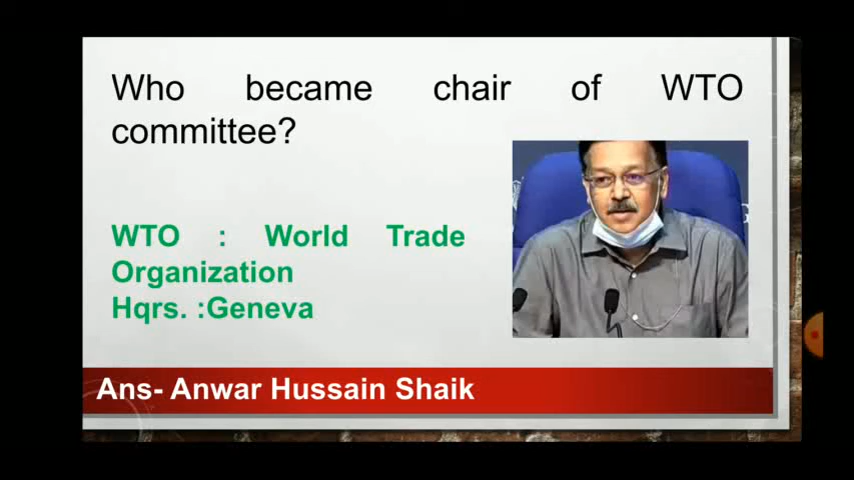 Who became chair of WTO
committee?
WTO : World Trade
Organization
Hqrs. :Geneva
Ans- Anwar Hussain Shaik